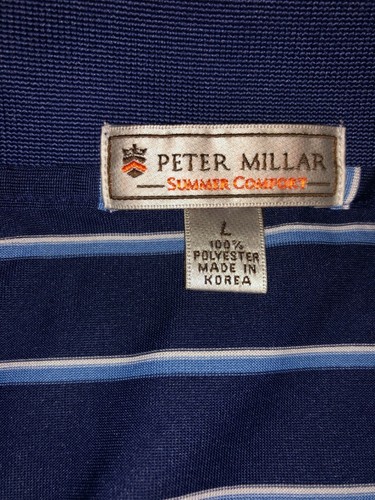 PETER MILLAR
SUMMER COMFORT
L
100%
POLYESTER
MADE IN
KOREA